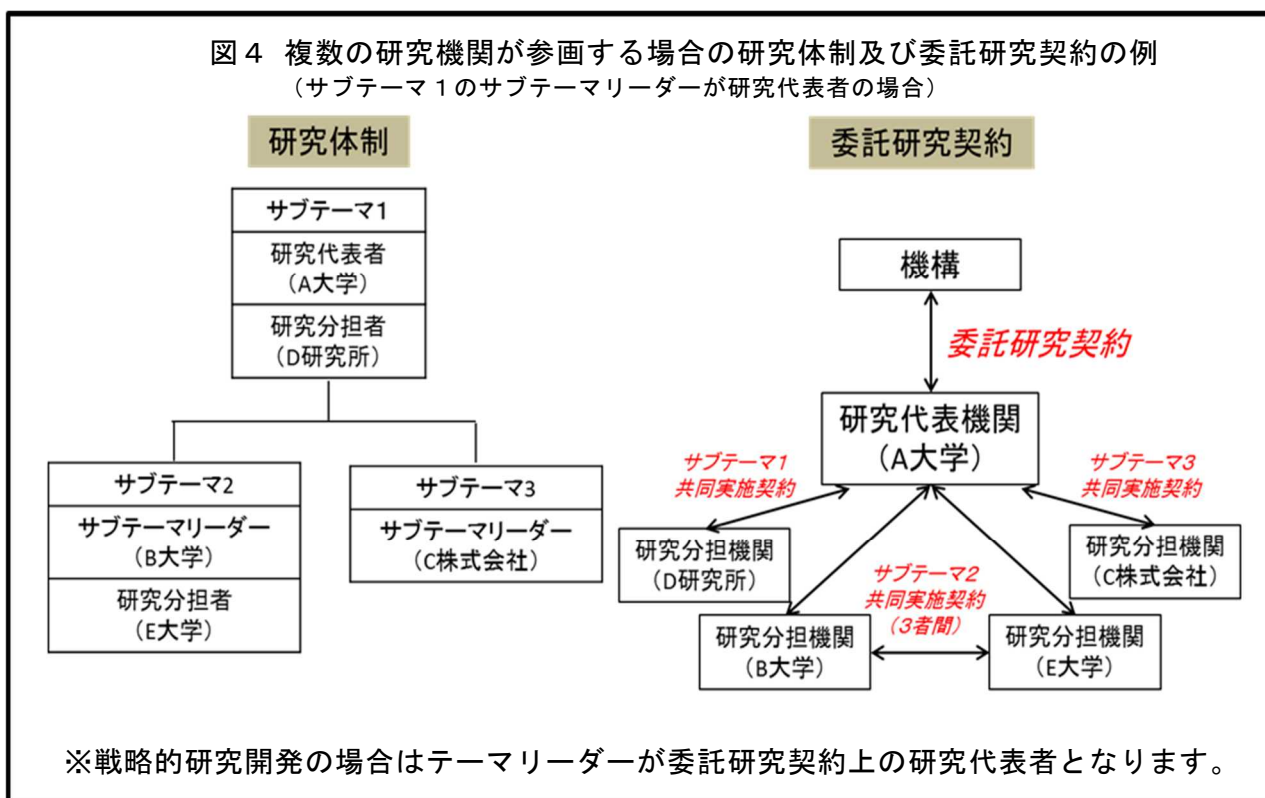 図４ 複数の研究機関が参画する場合の研究体制及び委託研究契約の例
（サブテーマ１のサブテーマリーダーが研究代表者の場合）
研究体制
サブテーマ1
研究代表者
（A大学）
研究分担者
（D研究所）
サブテーマ2
サブテーマリーダー
（B大学）
研究分担者
（E大学）
サブテーマ3
サブテーマリーダー
（C株式会社）
委託研究契約
機構
委託研究契約
研究代表機関
（A大学）
サブテーマ1
共同実施契約
サブテーマ3
共同実施契約
研究分担機関
（D研究所）
サブテーマ2
共同実施契約
（3者間）
研究分担機関
（C株式会社）
研究分担機関
（B大学）
研究分担機関
（E大学）
※戦略的研究開発の場合はテーマリーダーが委託研究契約上の研究代表者となります。